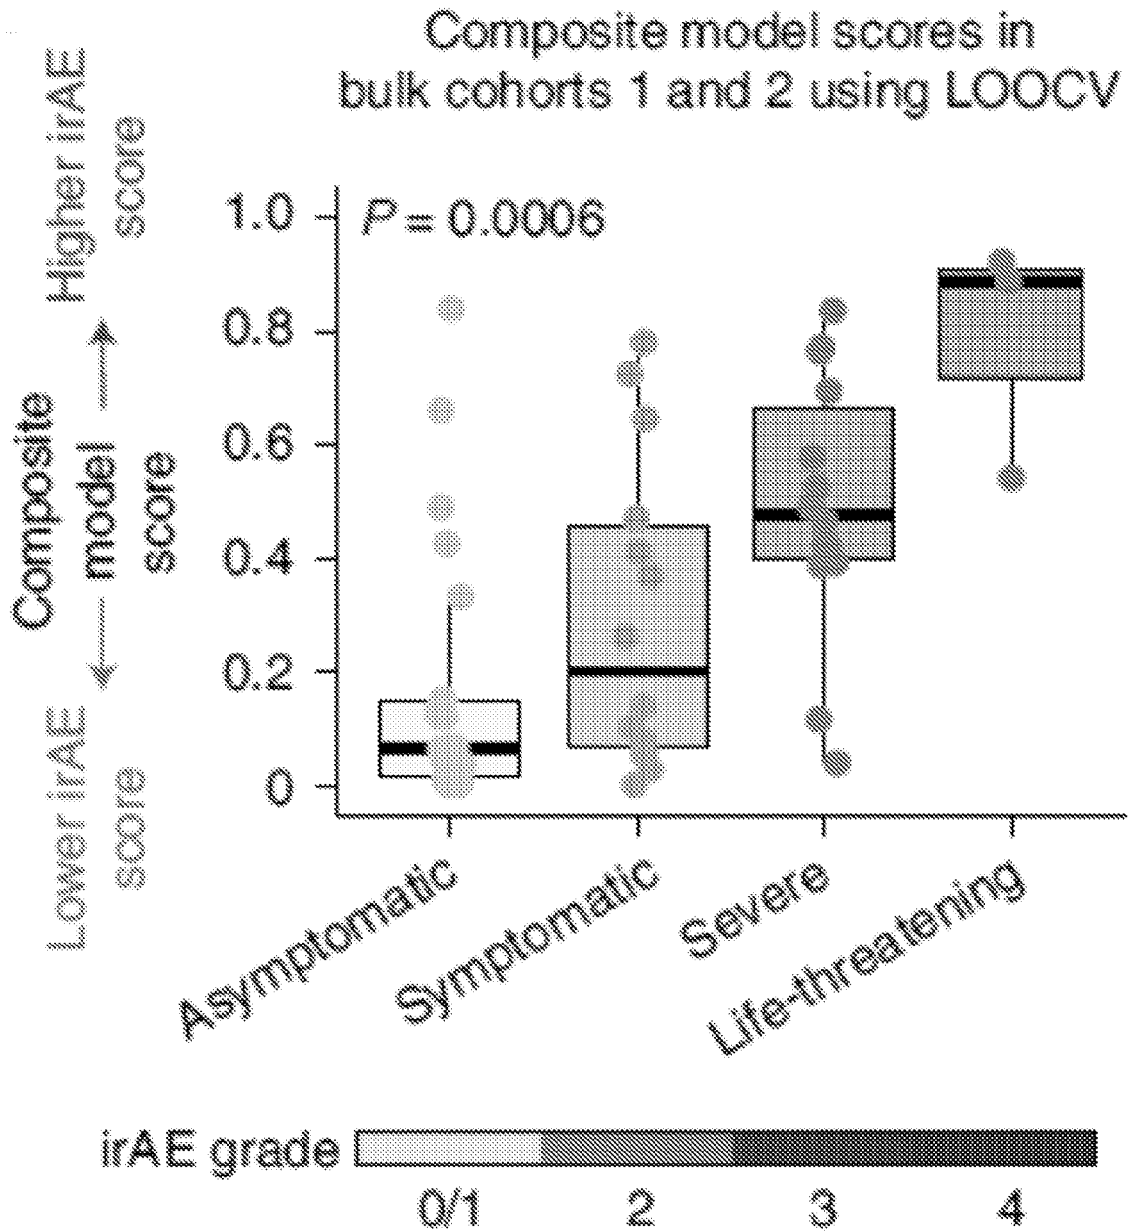 Composite model scores in
bulk cohorts 1 and 2 using LOOCV
Higher irAE
score
Composite
model
score
Lower irAE
score
P = 0.0006
1.0
0.8
0.6
0.4
0.2
0
Asymptomatic
Symptomatic
Severe
Life-threatening
irAE grade
0/1 2 3 4